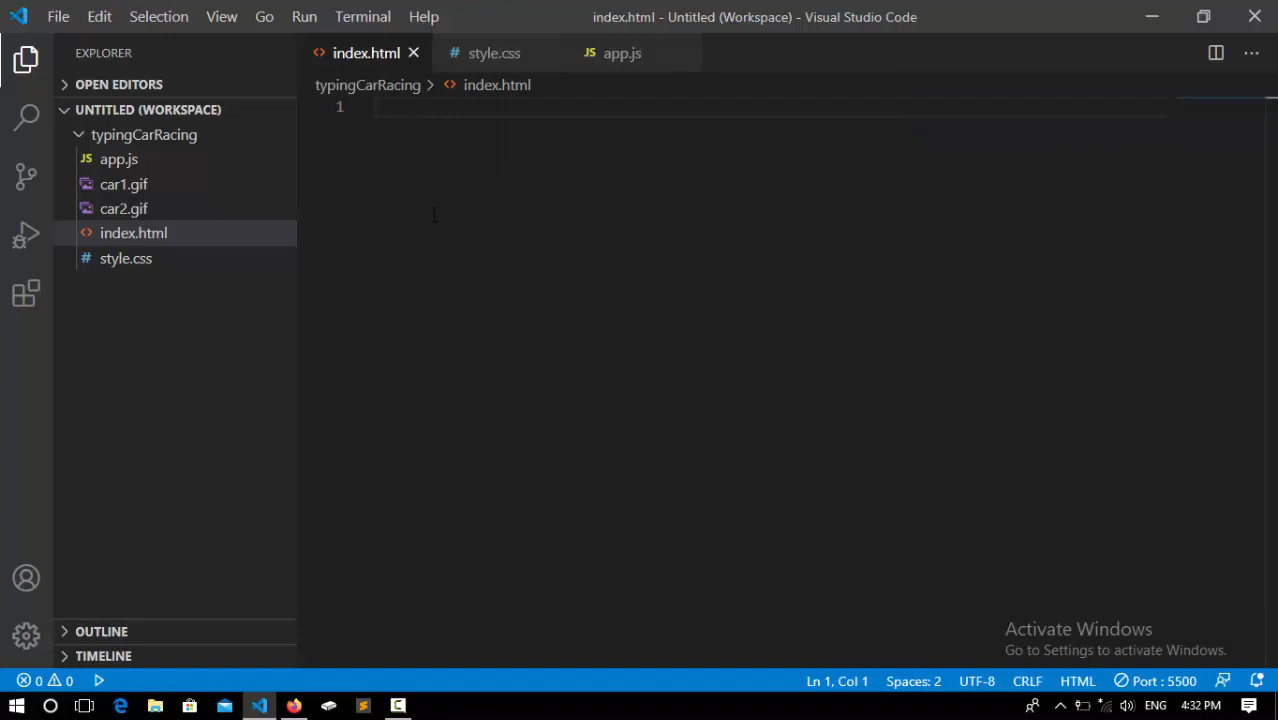 File Edit Selection View Go Run Terminal Help
index.html - Untitled (Workspace) - Visual Studio Code
EXPLORER
index.html
# style.css
JS app.js
OPEN EDITORS
UNTITLED (WORKSPACE)
typingCarRacing
JS app.js
car1.gif
car2.gif
index.html
# style.css
typingCarRacing > index.html
1
OUTLINE
TIMELINE
Activate Windows
Go to Settings to activate Windows.
0 0
Ln 1, Col 1 Spaces: 2 UTF-8 CRLF HTML Port : 5500
ENG 4:32 PM